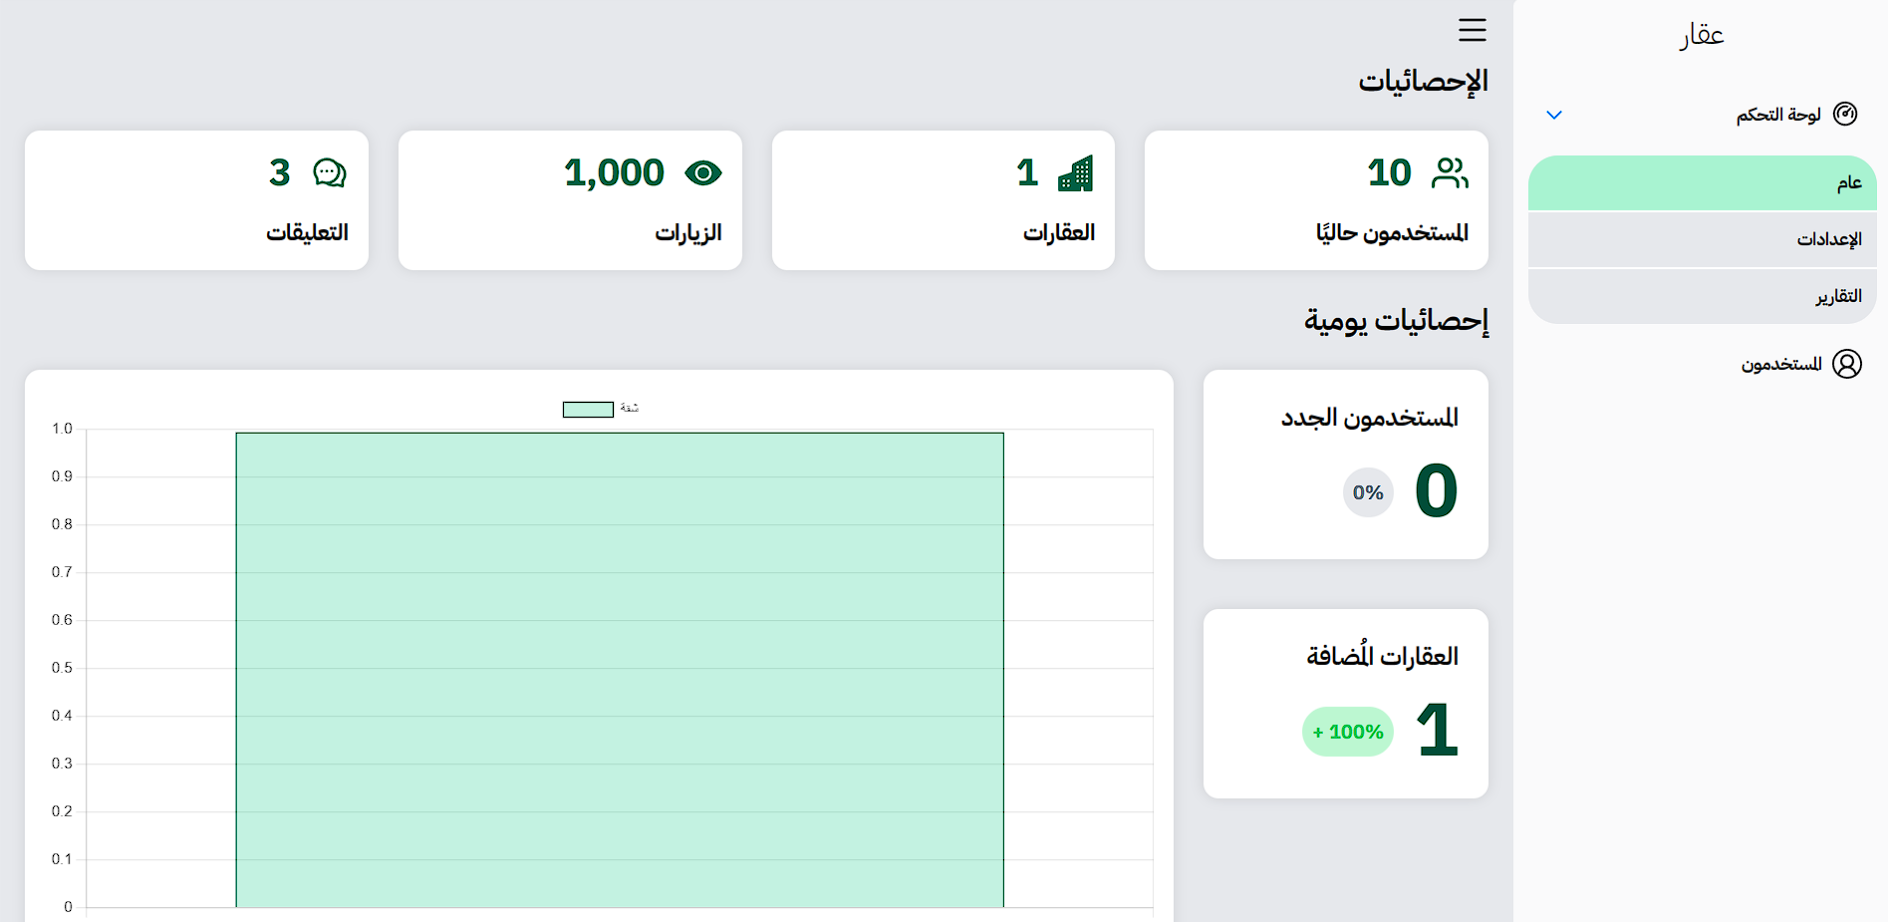 عقار
لوحة التحكم
عام
الإعدادات
التقارير
المستخدمون
الإحصائيات
10
المستخدمون حاليًا
1
العقارات
1,000
الزيارات
3
التعليقات
إحصائيات يومية
المستخدمون الجدد
0
0%
العقارات المُضافة
1
+ 100%
شقة
1.0
0.9
0.8
0.7
0.6
0.5
0.4
0.3
0.2
0.1
0